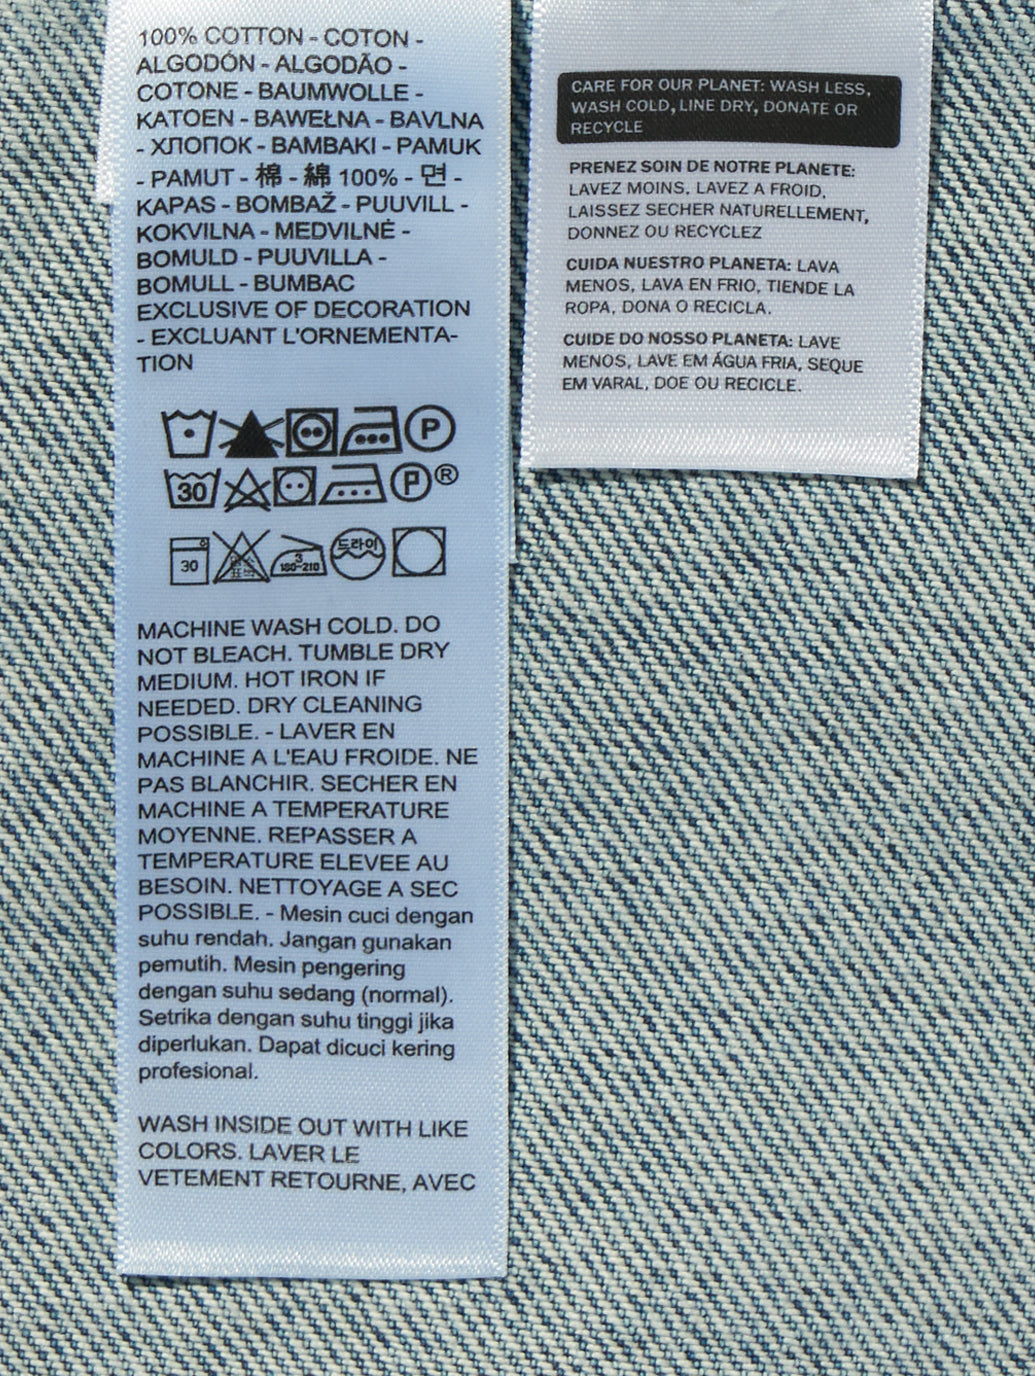 100% COTTON - COTON -
ALGODÓN - ALGODÃO -
COTONE - BAUMWOLLE -
KATOEN - BAWEŁNA - BAVLNA
- ХЛОПОК - BAMBAKI - PAMUK
- PAMUT - 棉 - 綿 100% - 면 -
KAPAS - BOMBAŽ - PUUVILL -
KOKVILNA - MEDVILNĖ -
BOMULD - PUUVILLA -
BOMULL - BUMBAC
EXCLUSIVE OF DECORATION
- EXCLUANT L'ORNEMENTA-
TION
P
30 P®
30 3 180~210 드라이
MACHINE WASH COLD. DO
NOT BLEACH. TUMBLE DRY
MEDIUM. HOT IRON IF
NEEDED. DRY CLEANING
POSSIBLE. - LAVER EN
MACHINE A L'EAU FROIDE. NE
PAS BLANCHIR. SECHER EN
MACHINE A TEMPERATURE
MOYENNE. REPASSER A
TEMPERATURE ELEVEE AU
BESOIN. NETTOYAGE A SEC
POSSIBLE. - Mesin cuci dengan
suhu rendah. Jangan gunakan
pemutih. Mesin pengering
dengan suhu sedang (normal).
Setrika dengan suhu tinggi jika
diperlukan. Dapat dicuci kering
profesional.
WASH INSIDE OUT WITH LIKE
COLORS. LAVER LE
VETEMENT RETOURNE, AVEC
CARE FOR OUR PLANET: WASH LESS,
WASH COLD, LINE DRY, DONATE OR
RECYCLE
PRENEZ SOIN DE NOTRE PLANETE:
LAVEZ MOINS, LAVEZ A FROID,
LAISSEZ SECHER NATURELLEMENT,
DONNEZ OU RECYCLEZ
CUIDA NUESTRO PLANETA: LAVA
MENOS, LAVA EN FRIO, TIENDE LA
ROPA, DONA O RECICLA.
CUIDE DO NOSSO PLANETA: LAVE
MENOS, LAVE EM ÁGUA FRIA, SEQUE
EM VARAL, DOE OU RECICLE.